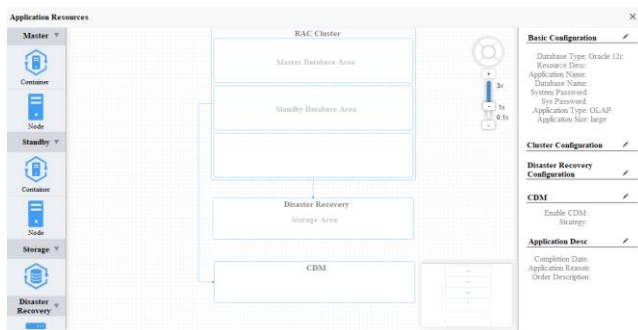 Application Resources
Master
Container
Node
Standby
Container
Node
Storage
Disaster
Recovery
RAC Cluster
Master Database Area
Standby Database Area
Disaster Recovery
Storage Area
CDM
3x
1x
0.1x
Basic Configuration
Database Type: Oracle 12c
Resource Desc:
Application Name:
Database Name:
System Password:
Sys Password:
Application Type: OLAP
Application Size: large
Cluster Configuration
Disaster Recovery
Configuration
CDM
Enable CDM:
Strategy:
Application Desc
Completion Date:
Application Reason:
Order Description: